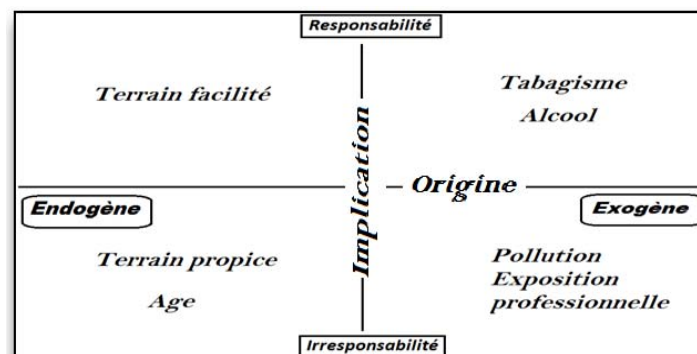 Responsabilité
Terrain facilité
Tabagisme
Alcool
Implication
Origine
Endogène
Exogène
Terrain propice
Age
Pollution
Exposition
professionnelle
Irresponsabilité